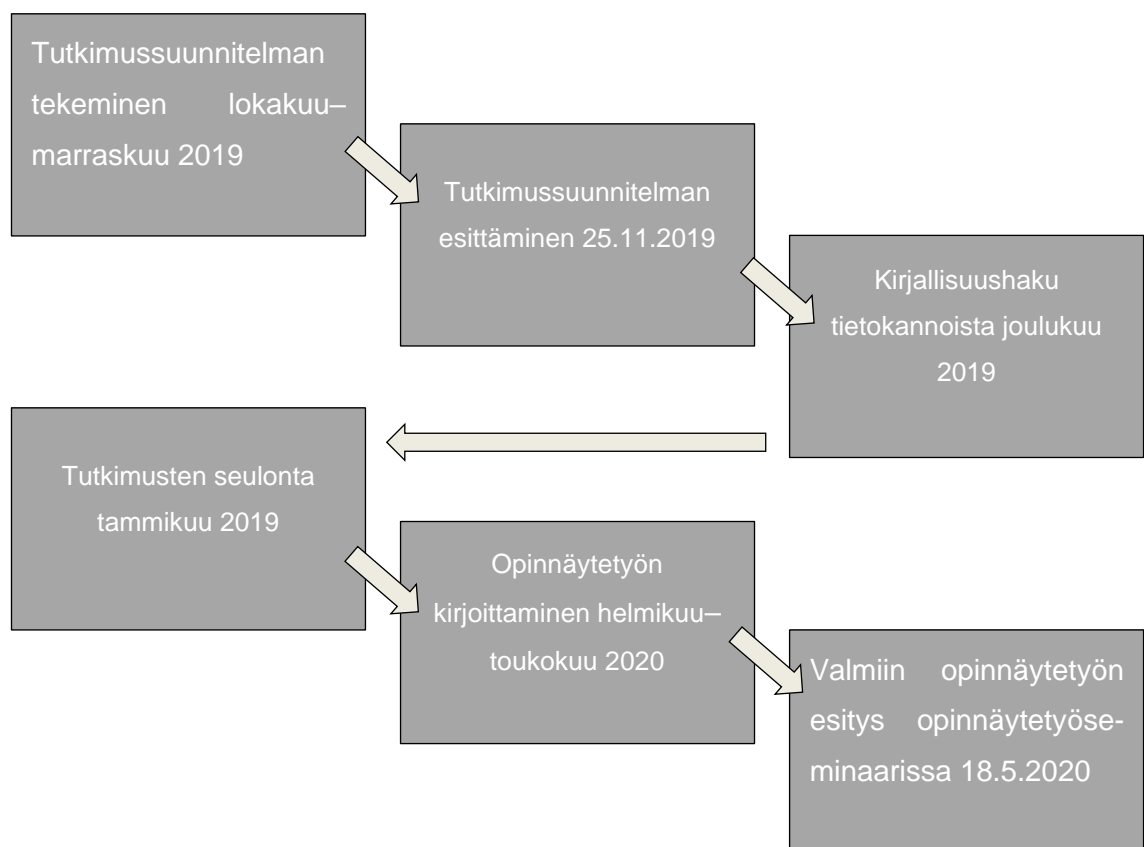 Tutkimussuunnitelman
tekeminen lokakuu–
marraskuu 2019
Tutkimussuunnitelman
esittäminen 25.11.2019
Kirjallisuushaku
tietokannoista joulukuu
2019
Tutkimusten seulonta
tammikuu 2019
Opinnäytetyön
kirjoittaminen helmikuu–
toukokuu 2020
Valmiin opinnäytetyön
esitys opinnäytetyöse-
minaarissa 18.5.2020